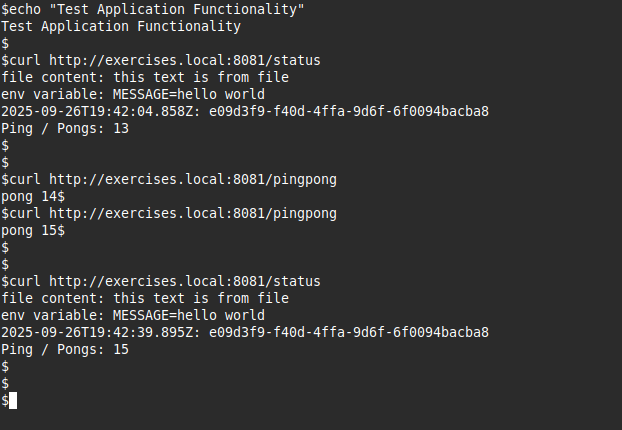 $echo "Test Application Functionality"
Test Application Functionality
$
$curl http://exercises.local:8081/status
file content: this text is from file
env variable: MESSAGE=hello world
2025-09-26T19:42:04.858Z: e09d3f9-f40d-4ffa-9d6f-6f0094bacba8
Ping / Pongs: 13
$
$
$curl http://exercises.local:8081/pingpong
pong 14$
$curl http://exercises.local:8081/pingpong
pong 15$
$
$
$curl http://exercises.local:8081/status
file content: this text is from file
env variable: MESSAGE=hello world
2025-09-26T19:42:39.895Z: e09d3f9-f40d-4ffa-9d6f-6f0094bacba8
Ping / Pongs: 15
$
$
$